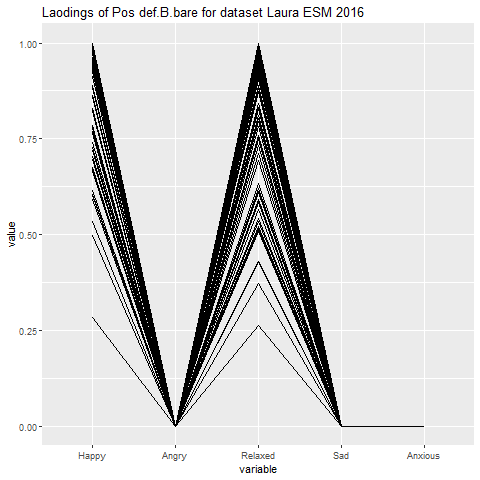 Laodings of Pos def.B.bare for dataset Laura ESM 2016
1.00
0.75
0.50
0.25
0.00
value
Happy Angry Relaxed Sad Anxious
variable